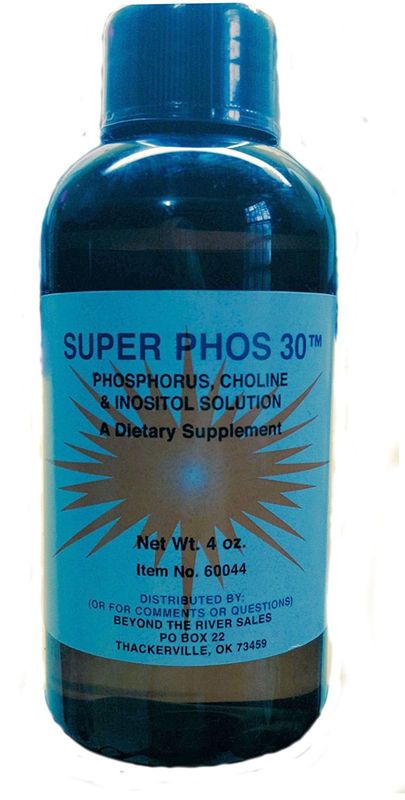 SUPER PHOS 30™
PHOSPHORUS, CHOLINE
& INOSITOL SOLUTION
A Dietary Supplement
Net Wt. 4 oz.
Item No. 60044
DISTRIBUTED BY:
(OR FOR COMMENTS OR QUESTIONS)
BEYOND THE RIVER SALES
PO BOX 22
THACKERVILLE, OK 73459